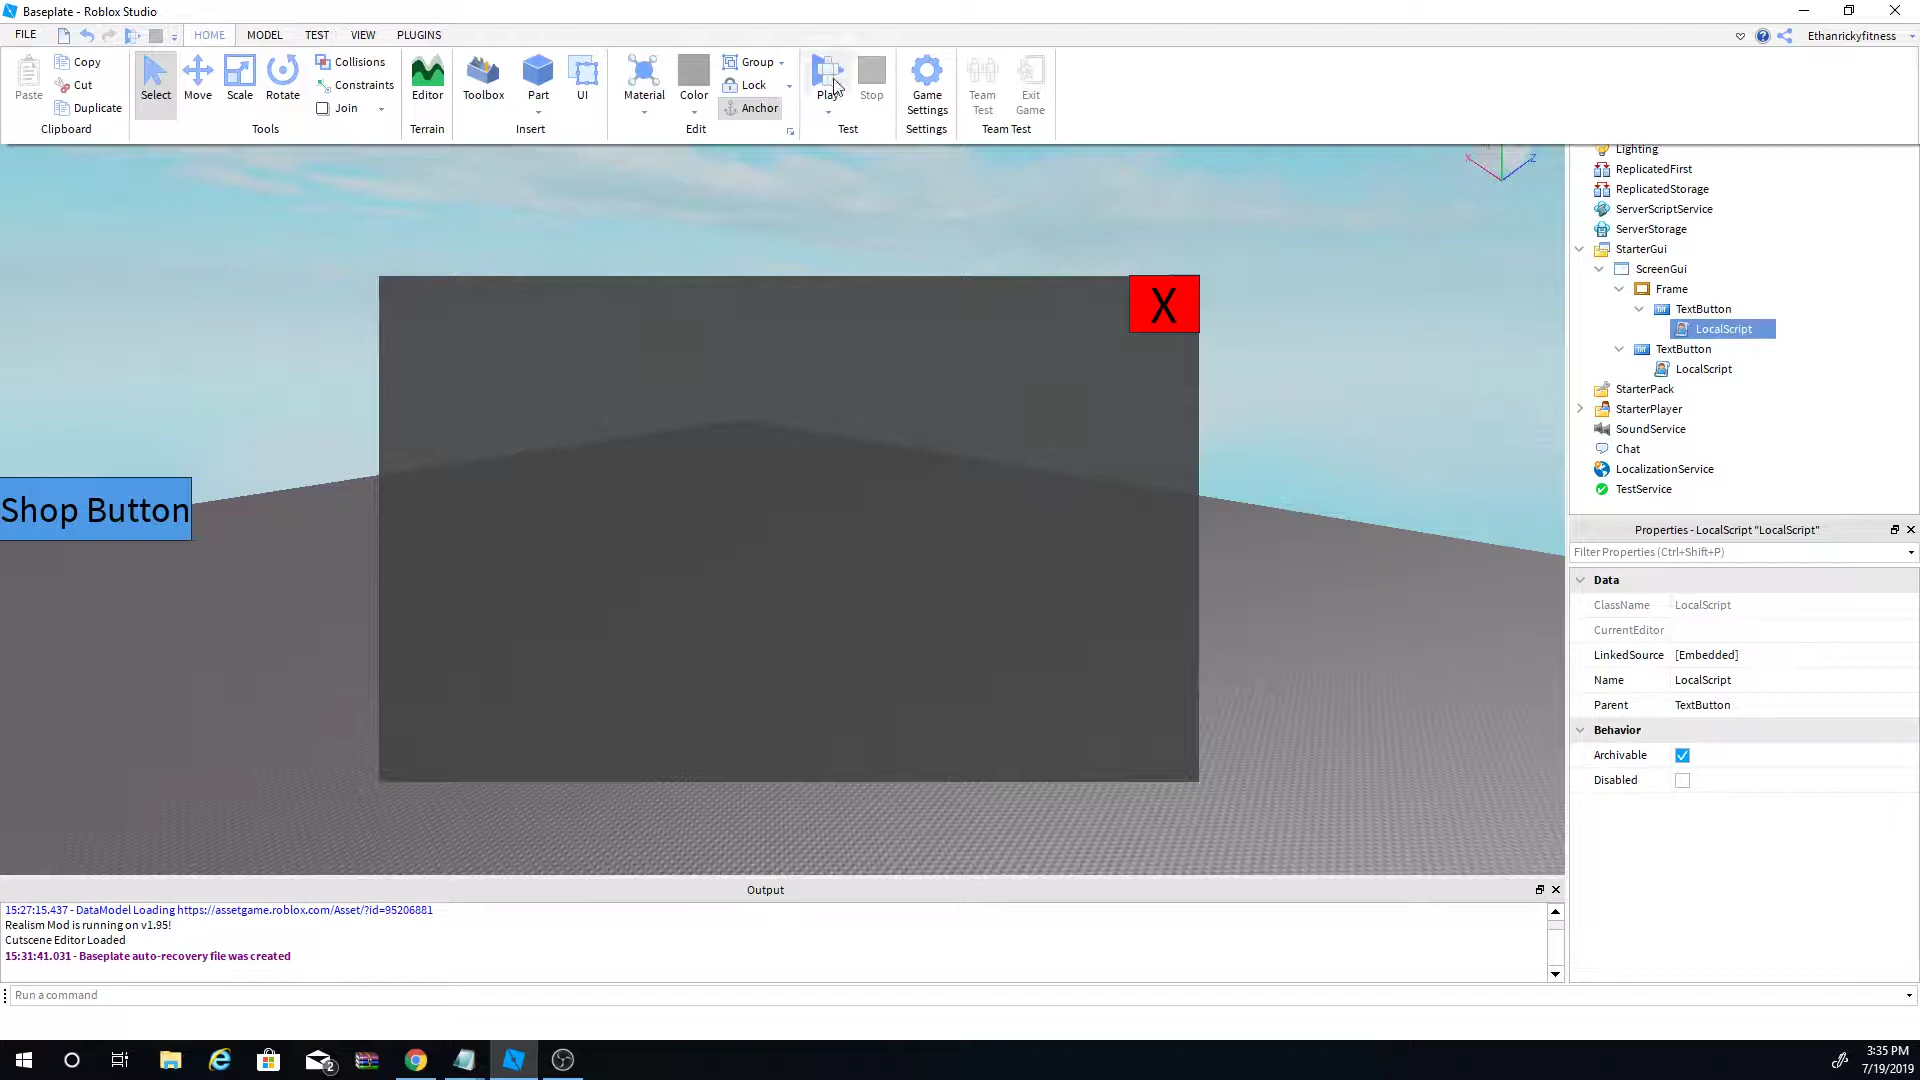 Baseplate - Roblox Studio
FILE
HOME
MODEL
TEST
VIEW
PLUGINS
Ethanrickyfitness
Paste
Copy
Cut
Duplicate
Clipboard
Select
Move
Scale
Rotate
Collisions
Constraints
Join
Tools
Editor
Terrain
Toolbox
Part
UI
Insert
Material
Color
Group
Lock
Anchor
Edit
Play
Stop
Test
Game
Settings
Settings
Team
Test
Exit
Game
Team Test
X
Z
X
Shop Button
Lighting
ReplicatedFirst
ReplicatedStorage
ServerScriptService
ServerStorage
StarterGui
ScreenGui
Frame
TextButton
LocalScript
TextButton
LocalScript
StarterPack
StarterPlayer
SoundService
Chat
LocalizationService
TestService
Properties - LocalScript "LocalScript"
Filter Properties (Ctrl+Shift+P)
Data
ClassName LocalScript
CurrentEditor
LinkedSource [Embedded]
Name LocalScript
Parent TextButton
Behavior
Archivable
Disabled
Output
15:27:15.437 - DataModel Loading https://assetgame.roblox.com/Asset/?id=95206881
Realism Mod is running on v1.95!
Cutscene Editor Loaded
15:31:41.031 - Baseplate auto-recovery file was created
Run a command
2
3:35 PM
7/19/2019